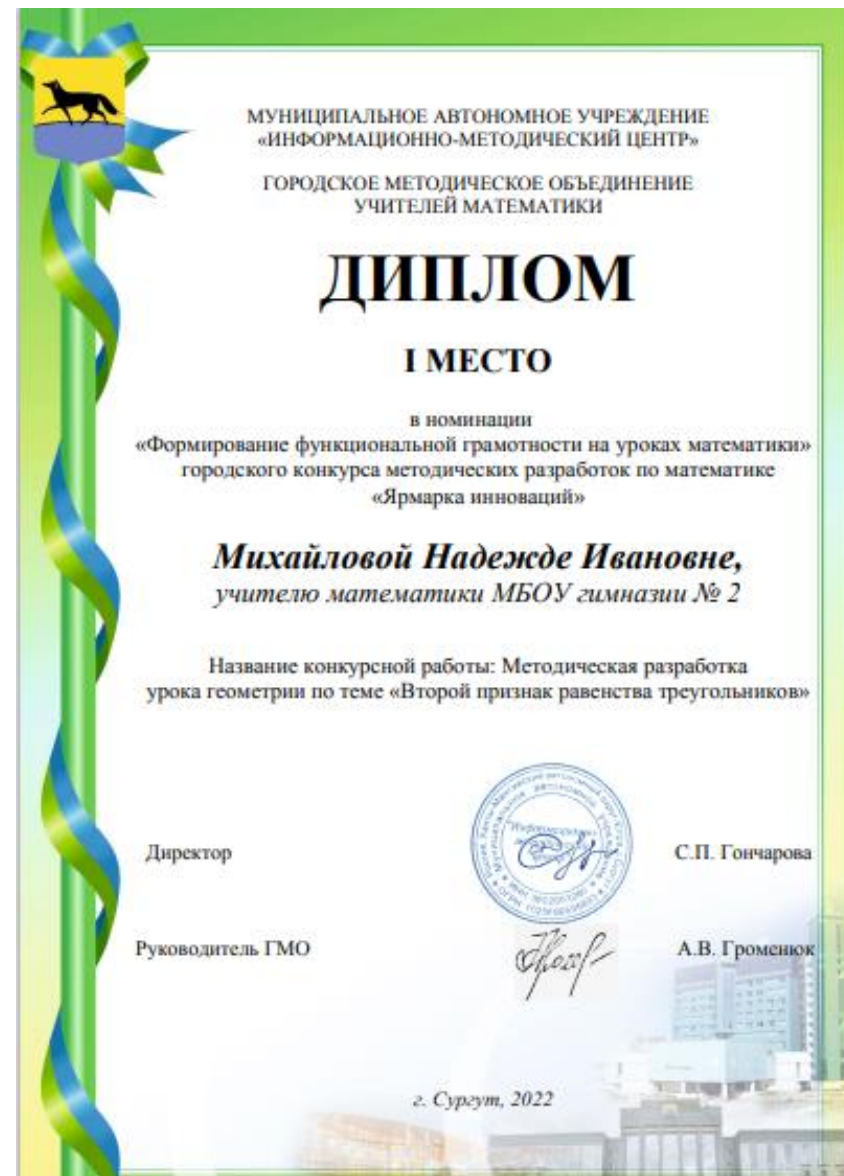 МУНИЦИПАЛЬНОЕ АВТОНОМНОЕ УЧРЕЖДЕНИЕ
«ИНФОРМАЦИОННО-МЕТОДИЧЕСКИЙ ЦЕНТР»
ГОРОДСКОЕ МЕТОДИЧЕСКОЕ ОБЪЕДИНЕНИЕ
УЧИТЕЛЕЙ МАТЕМАТИКИ
ДИПЛОМ
I МЕСТО
в номинации
«Формирование функциональной грамотности на уроках математики»
городского конкурса методических разработок по математике
«Ярмарка инноваций»
Михайловой Надежде Ивановне,
учителю математики МБОУ гимназии № 2
Название конкурсной работы: Методическая разработка
урока геометрии по теме «Второй признак равенства треугольников»
Директор
С.П. Гончарова
Руководитель ГМО
А.В. Громенюк
г. Сургут, 2022